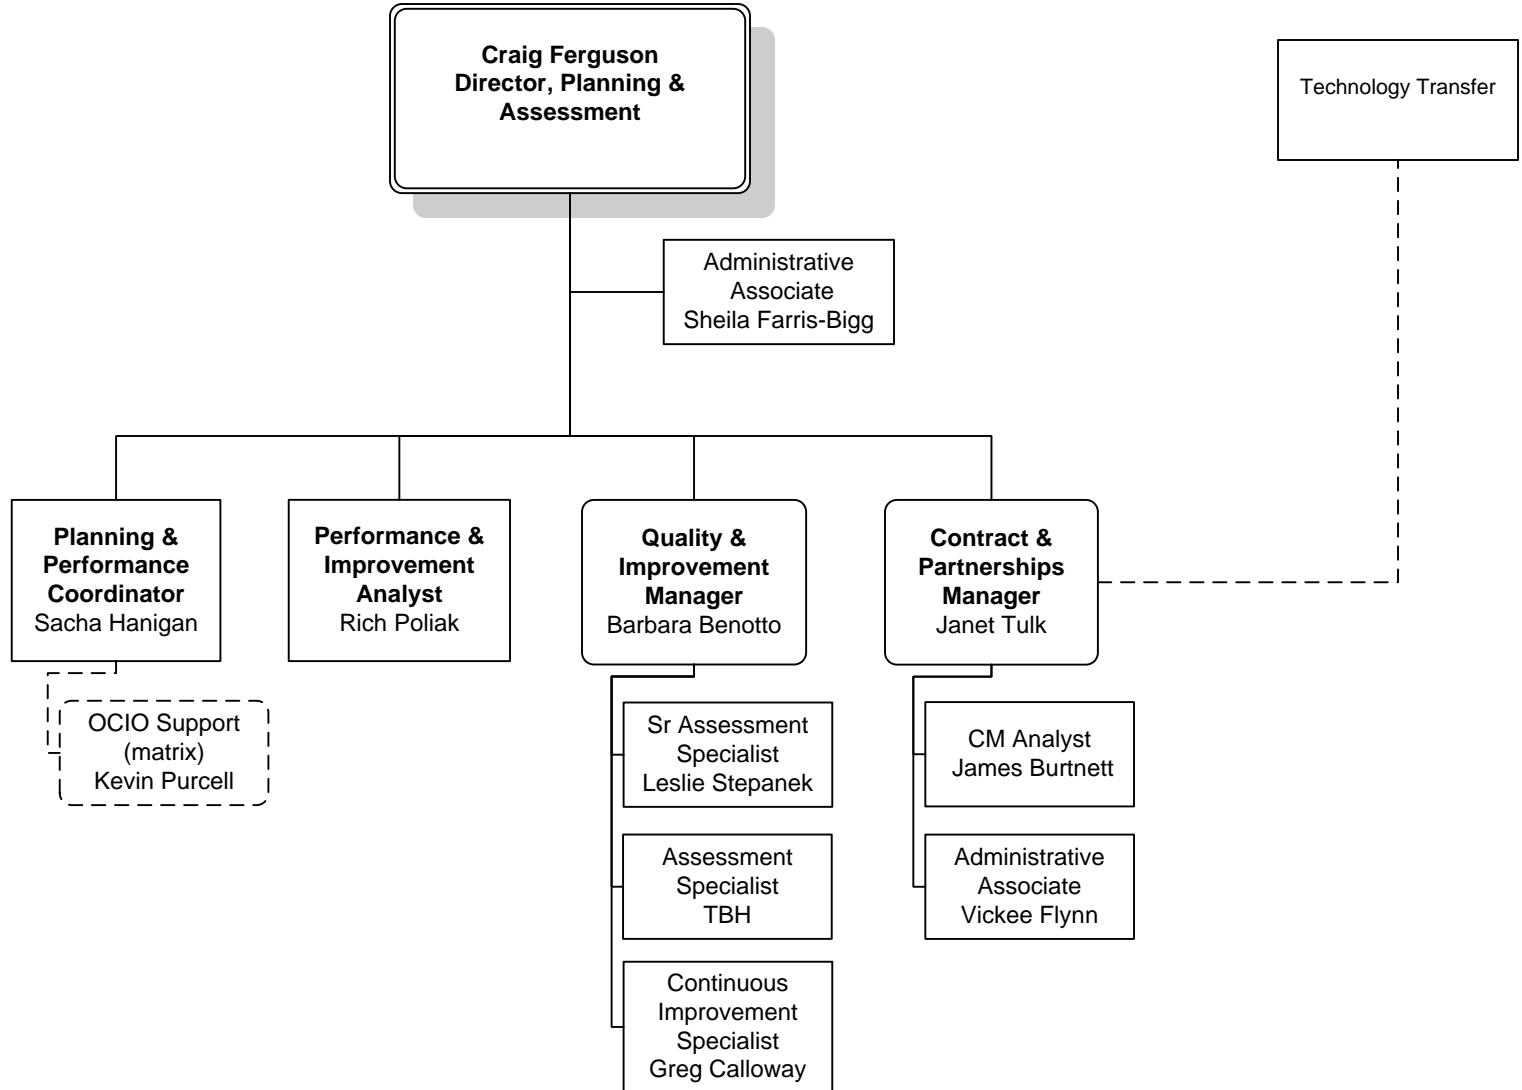 Craig Ferguson
Director, Planning &
Assessment
Technology Transfer
Administrative
Associate
Sheila Farris-Bigg
Planning &
Performance
Coordinator
Sacha Hanigan
Performance &
Improvement
Analyst
Rich Poliak
Quality &
Improvement
Manager
Barbara Benotto
Contract &
Partnerships
Manager
Janet Tulk
OCIO Support
(matrix)
Kevin Purcell
Sr Assessment
Specialist
Leslie Stepanek
CM Analyst
James Burtnett
Assessment
Specialist
TBH
Administrative
Associate
Vickee Flynn
Continuous
Improvement
Specialist
Greg Calloway